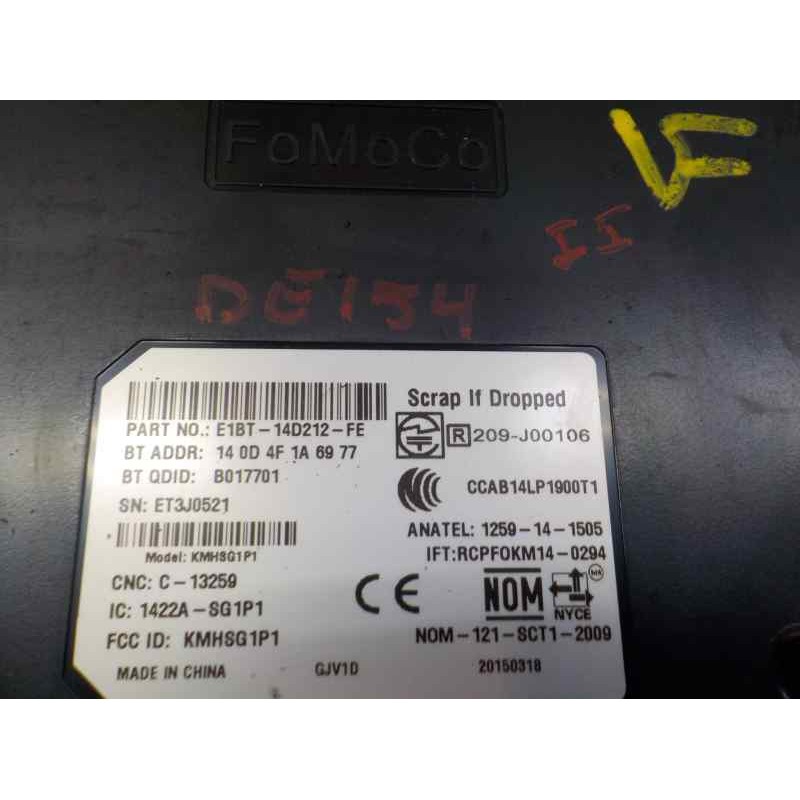 FoMoCo
VF
II
DG134
Scrap If Dropped
PART NO.: E1BT-14D212-FE
R 209-J00106
BT ADDR: 14 0D 4F 1A 69 77
BT QDID: B017701
CCAB14LP1900T1
SN: ET3J0521
ANATEL: 1259-14-1505
Model: KMHSG1P1
IFT:RCPFOKM14-0294
CNC: C-13259
CE
NOM
NYCE
IC: 1422A-SG1P1
FCC ID: KMHSG1P1
NOM-121-SCT1-2009
MADE IN CHINA
GJV1D
20150318